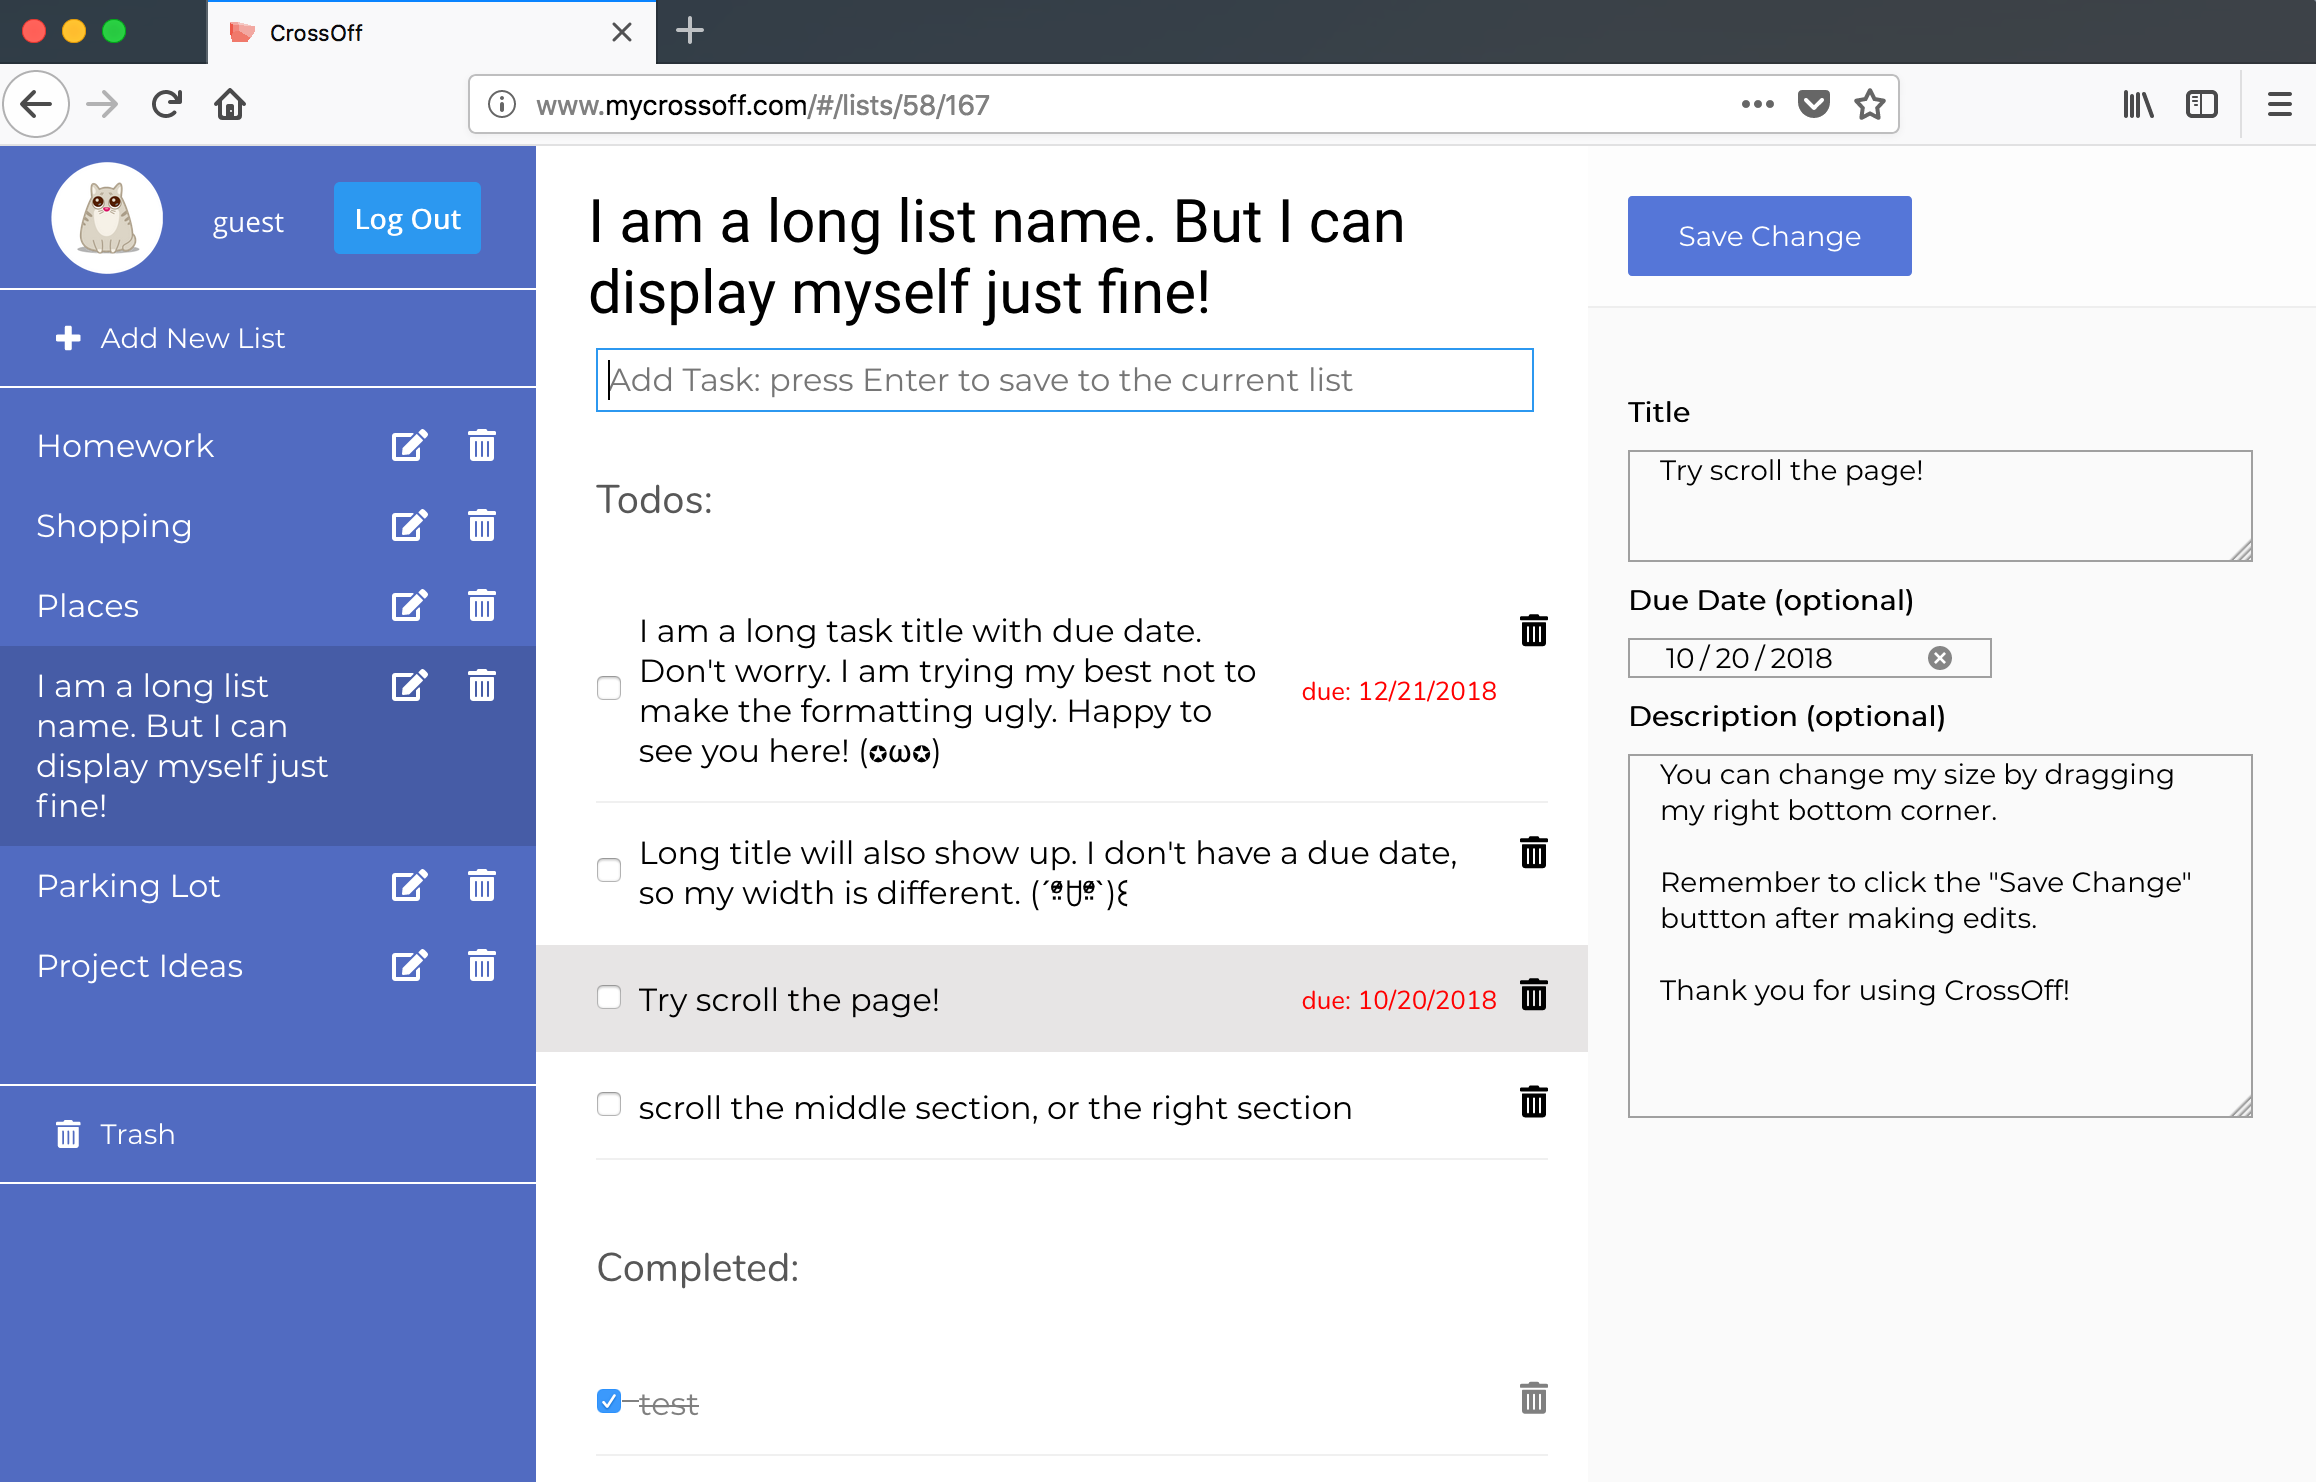 CrossOff
www.mycrossoff.com/#/lists/58/167
guest
Log Out
Add New List
Homework
Shopping
Places
I am a long list
name. But I can
display myself just
fine!
Parking Lot
Project Ideas
Trash
I am a long list name. But I can
display myself just fine!
Add Task: press Enter to save to the current list
Todos:
I am a long task title with due date.
Don't worry. I am trying my best not to
make the formatting ugly. Happy to
see you here! (✪ω✪)
due: 12/21/2018
Long title will also show up. I don't have a due date,
so my width is different.
Try scroll the page!
due: 10/20/2018
scroll the middle section, or the right section
Completed:
test
Save Change
Title
Try scroll the page!
Due Date (optional)
10 / 20 / 2018
Description (optional)
You can change my size by dragging
my right bottom corner.
Remember to click the "Save Change"
buttton after making edits.
Thank you for using CrossOff!